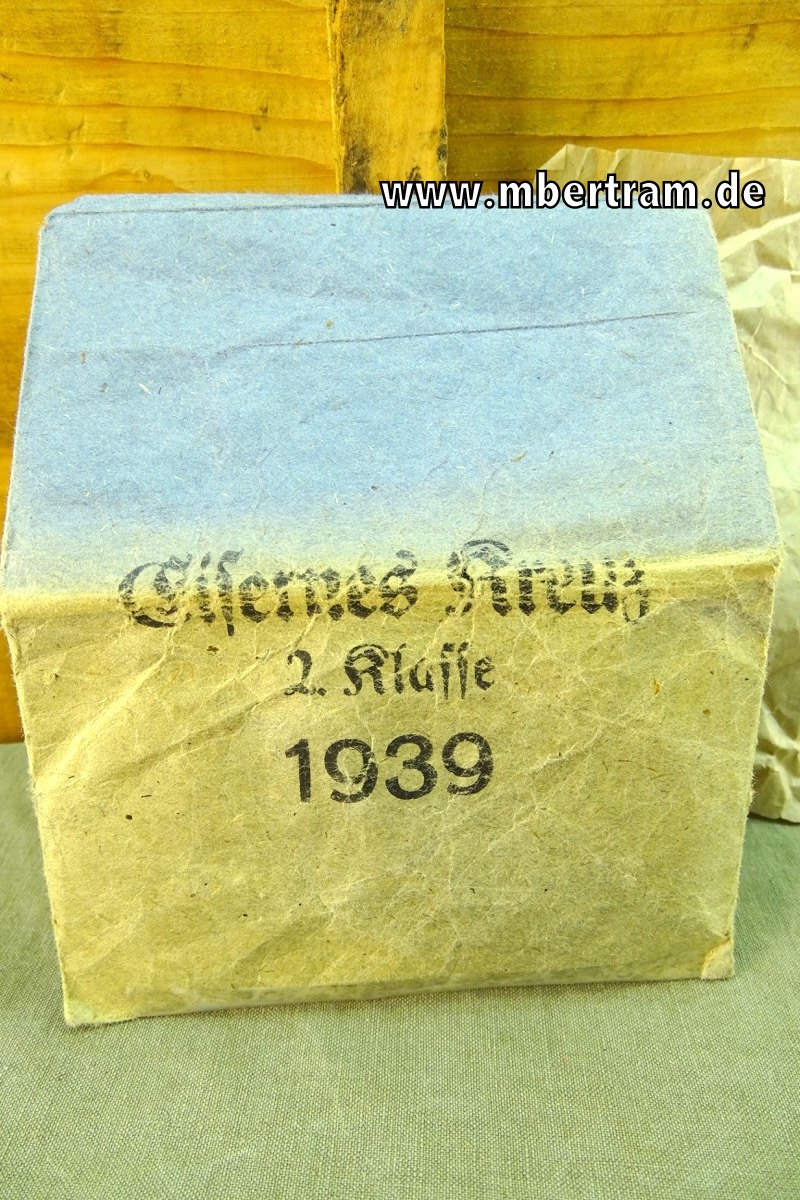 www.mbertram.de
Eisernes Kreuz
2. Klasse
1939